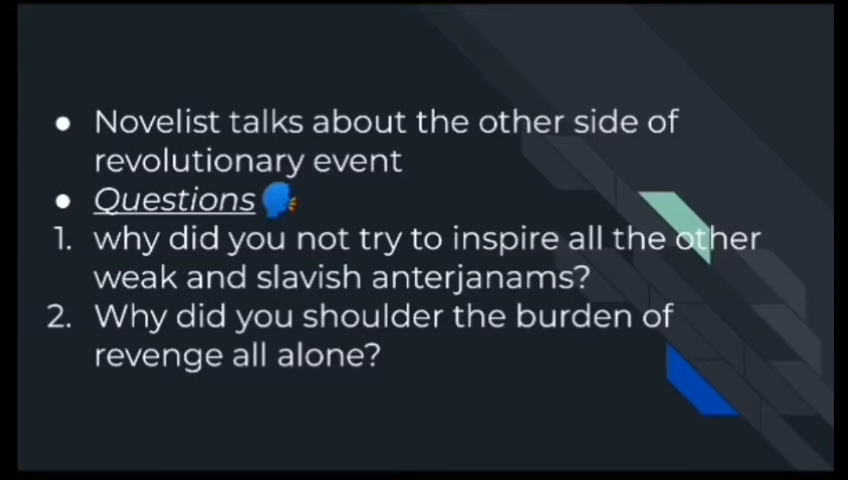 ● Novelist talks about the other side of
revolutionary event
● Questions 🗣
1. why did you not try to inspire all the other
weak and slavish anterjanams?
2. Why did you shoulder the burden of
revenge all alone?